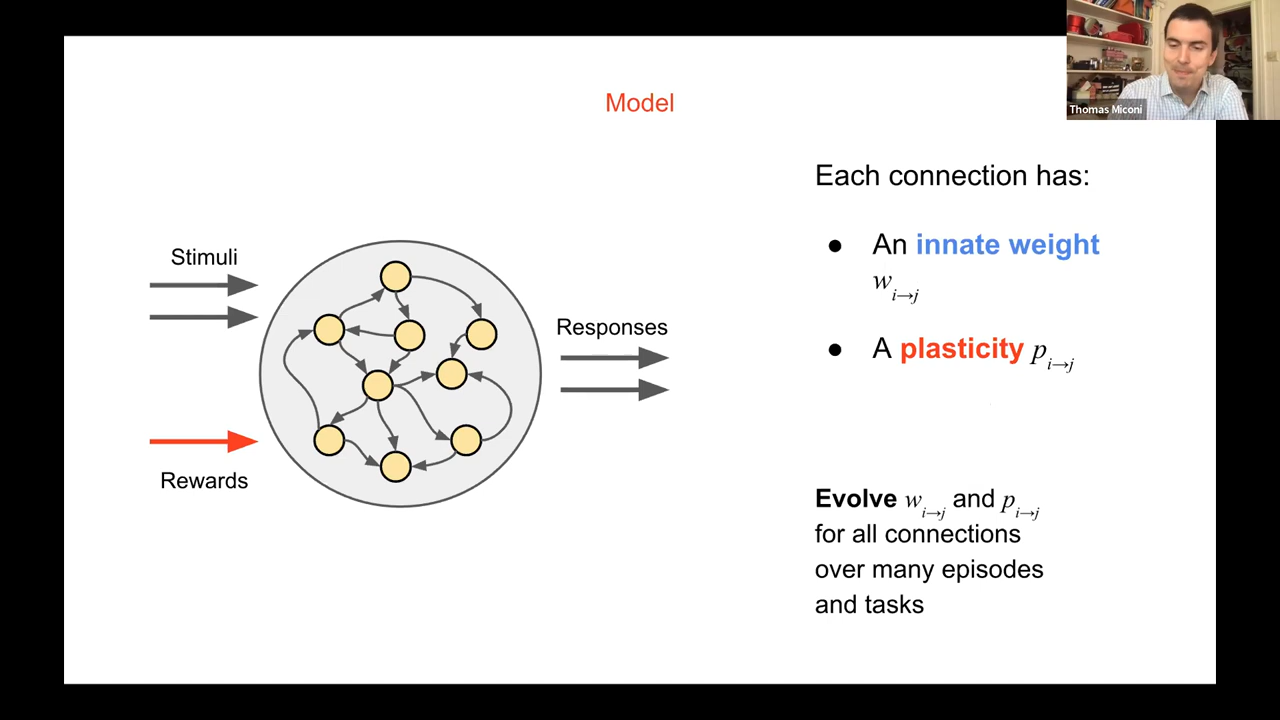 Thomas Miconi
Model
Stimuli
Rewards
Responses
Each connection has:
● An innate weight
w i→j
● A plasticity p i→j
Evolve w i→j and p i→j
for all connections
over many episodes
and tasks